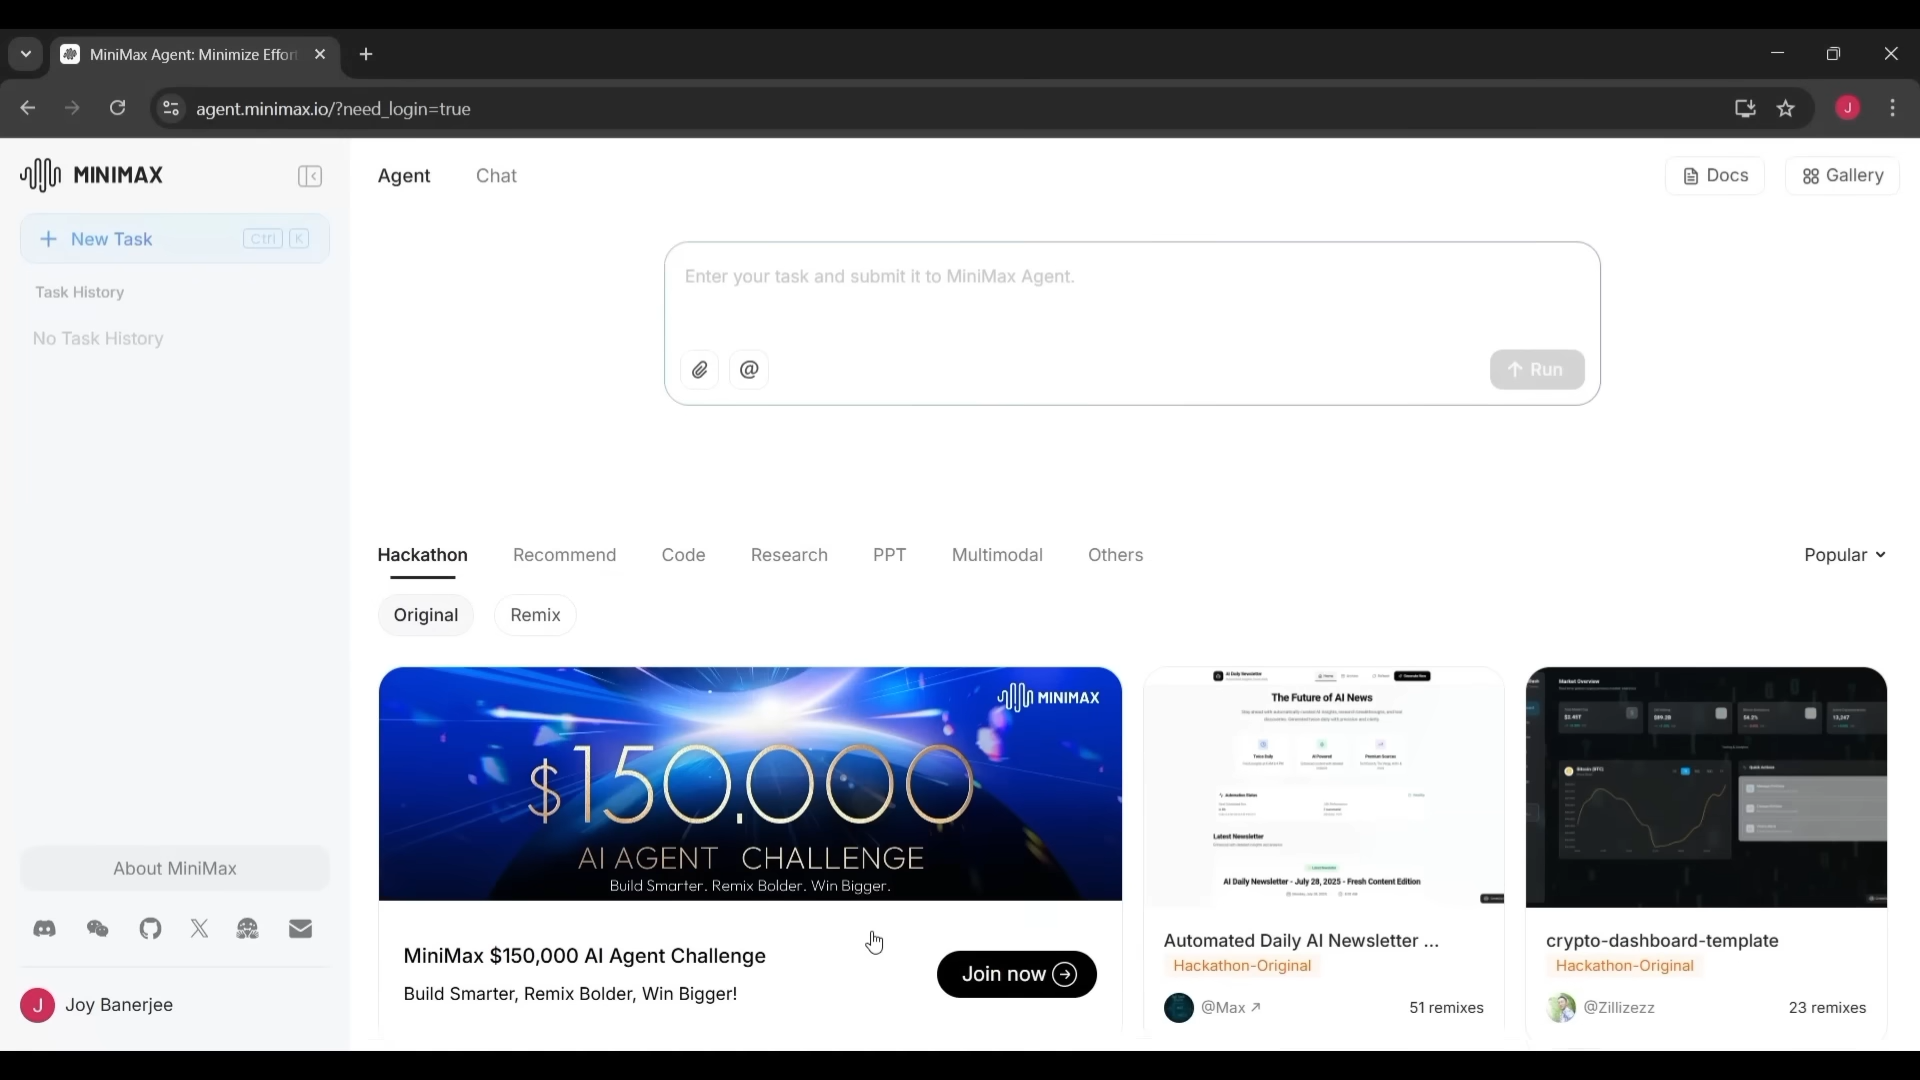 MiniMax Agent: Minimize Effort
agent.minimax.io/?need_login=true
J
MINIMAX
New Task Ctrl K
Task History
No Task History
About MiniMax
J Joy Banerjee
Agent Chat
Docs Gallery
Enter your task and submit it to MiniMax Agent.
@ Run
Hackathon Recommend Code Research PPT Multimodal Others Popular
Original Remix
MINIMAX
$150,000
AI AGENT CHALLENGE
Build Smarter. Remix Bolder. Win Bigger.
MiniMax $150,000 AI Agent Challenge
Build Smarter, Remix Bolder, Win Bigger!
Join now
AI Daily Newsletter
The Future of AI News
Latest Newsletter
AI Daily Newsletter - July 28, 2025 - Fresh Content Edition
Automated Daily AI Newsletter ...
Hackathon-Original
@Max
51 remixes
Market Overview
crypto-dashboard-template
Hackathon-Original
@Zillizezz
23 remixes